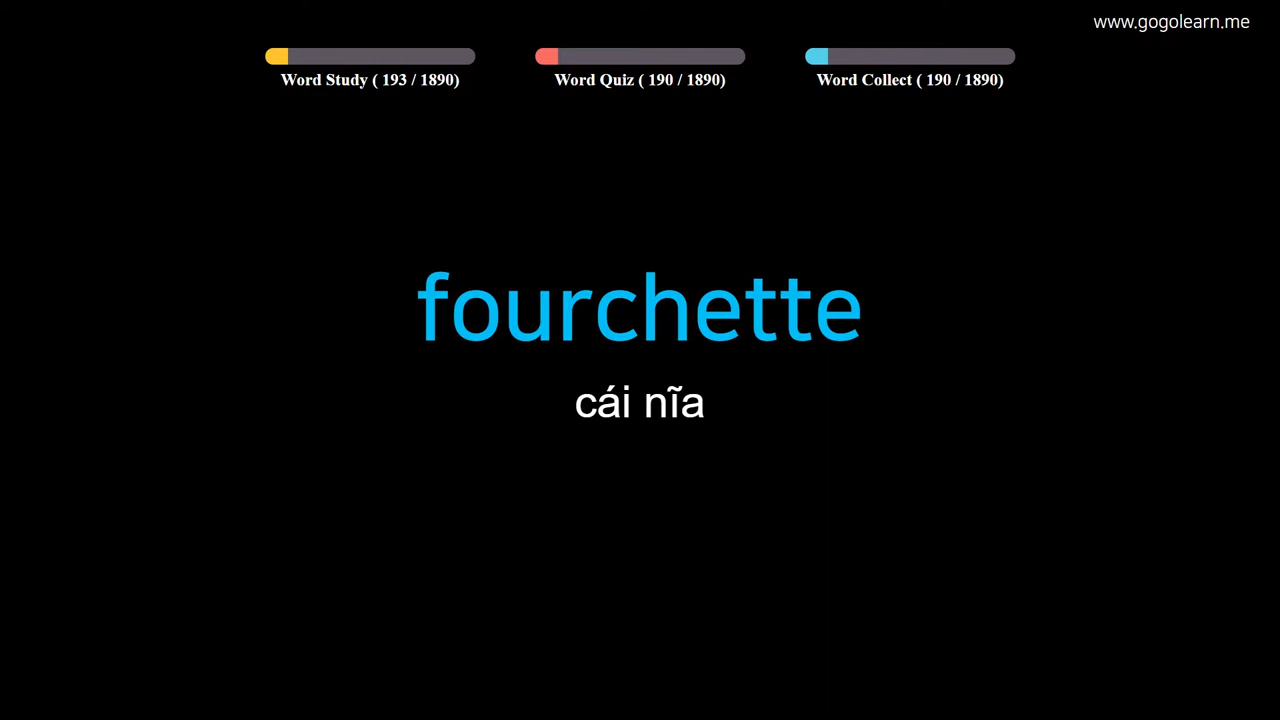 www.gogolearn.me
Word Study ( 193 / 1890)
Word Quiz ( 190 / 1890)
Word Collect ( 190 / 1890)
fourchette
cái nĩa